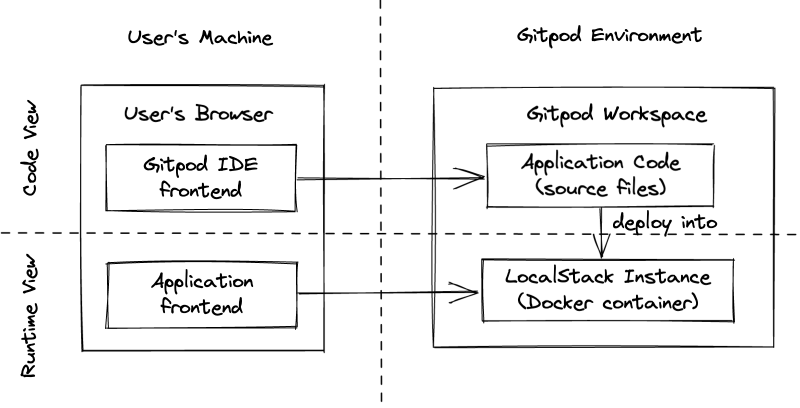 User's Machine
Gitpod Environment
Code View
User's Browser
Gitpod Workspace
Gitpod IDE
frontend
Application Code
(source files)
deploy into
Runtime View
Application
frontend
LocalStack Instance
(Docker container)